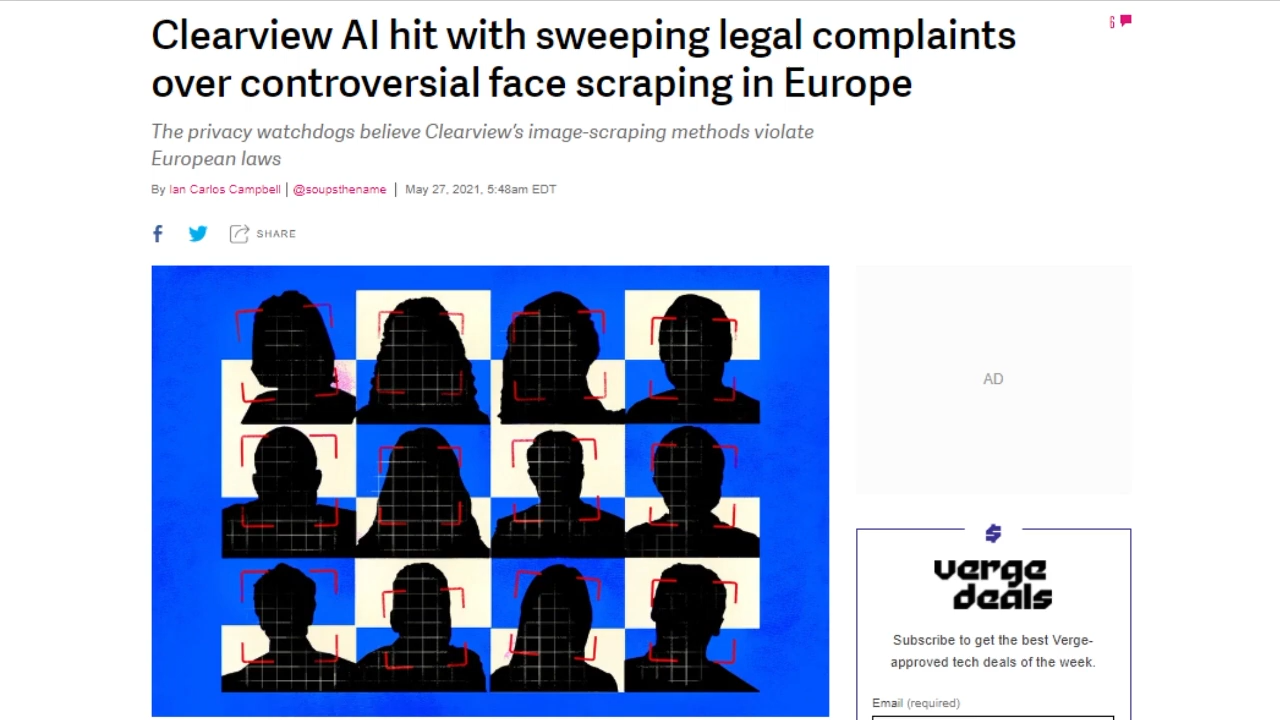 Clearview AI hit with sweeping legal complaints
over controversial face scraping in Europe
6
The privacy watchdogs believe Clearview's image-scraping methods violate
European laws
By Ian Carlos Campbell | @soupsthename | May 27, 2021, 5:48am EDT
SHARE
AD
verge
deals
Subscribe to get the best Verge-
approved tech deals of the week.
Email (required)